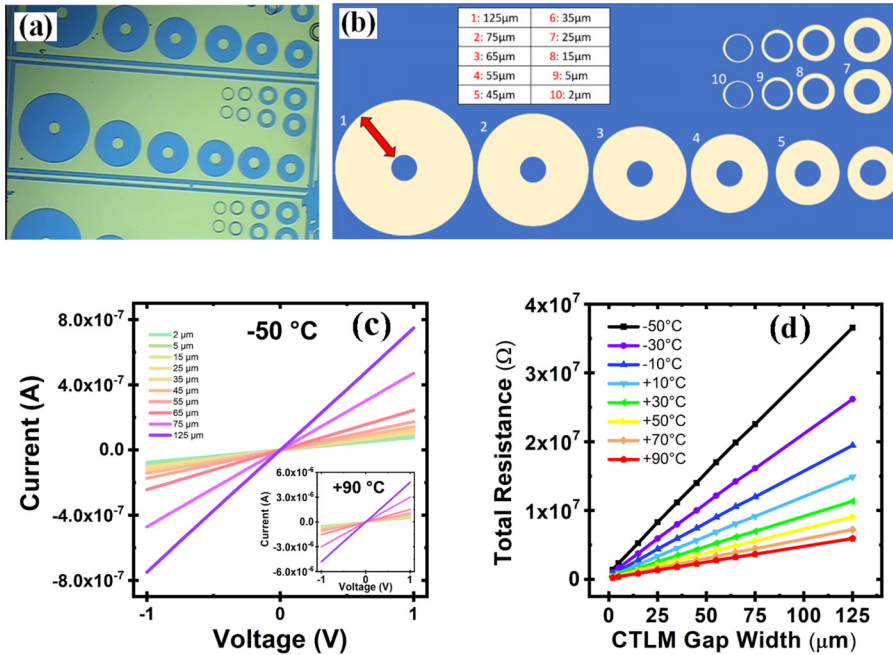 (a)
(b)
1: 125μm 6: 35μm
2: 75μm 7: 25μm
3: 65μm 8: 15μm
4: 55μm 9: 5μm
5: 45μm 10: 2μm
10 9 8 7
1 2 3 4 5
(c)
-50 °C
8.0x10⁻⁷
4.0x10⁻⁷
0.0
-4.0x10⁻⁷
-8.0x10⁻⁷
Current (A)
2 μm
5 μm
15 μm
25 μm
35 μm
45 μm
55 μm
65 μm
75 μm
125 μm
-1 0 1
Voltage (V)
+90 °C
6.0x10⁻⁶
3.0x10⁻⁶
0.0
-3.0x10⁻⁶
-6.0x10⁻⁶
Current (A)
-1 0 1
Voltage (V)
(d)
4x10⁷
3x10⁷
2x10⁷
1x10⁷
0
Total Resistance (Ω)
-50°C
-30°C
-10°C
+10°C
+30°C
+50°C
+70°C
+90°C
0 25 50 75 100 125
CTLM Gap Width (μm)